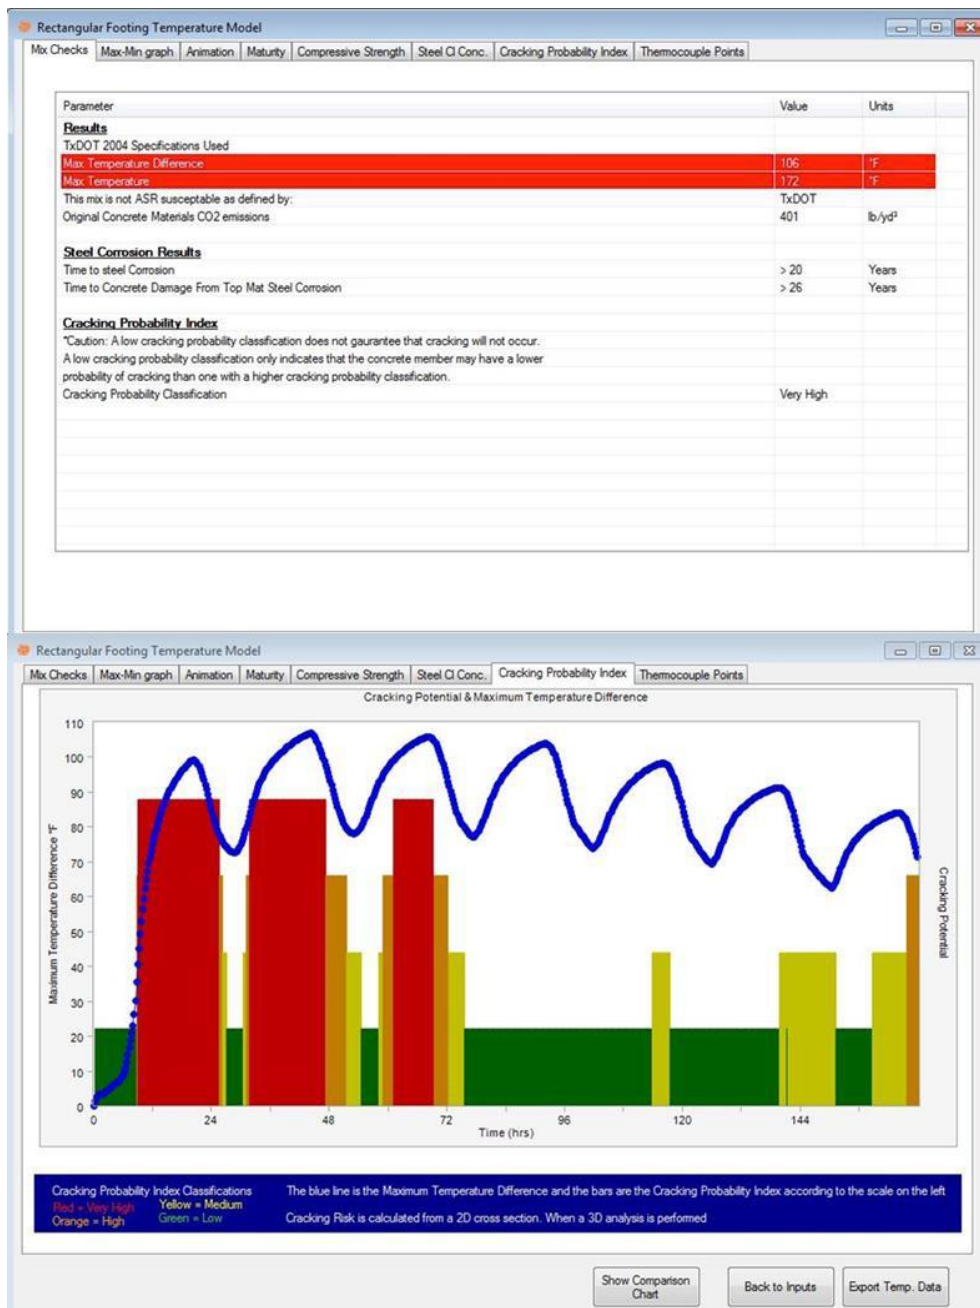 Rectangular Footing Temperature Model
Mix Checks Max-Min graph Animation Maturity Compressive Strength Steel Cl Conc. Cracking Probability Index Thermocouple Points
Parameter Value Units
Results
TxDOT 2004 Specifications Used
Max Temperature Difference 106 °F
Max Temperature 172 °F
This mix is not ASR susceptable as defined by: TxDOT
Original Concrete Materials CO2 emissions 401 lb/yd³
Steel Corrosion Results
Time to steel Corrosion > 20 Years
Time to Concrete Damage From Top Mat Steel Corrosion > 26 Years
Cracking Probability Index
*Caution: A low cracking probability classification does not gaurantee that cracking will not occur.
A low cracking probability classification only indicates that the concrete member may have a lower
probability of cracking than one with a higher cracking probability classification.
Cracking Probability Classification Very High
Rectangular Footing Temperature Model
Mix Checks Max-Min graph Animation Maturity Compressive Strength Steel Cl Conc. Cracking Probability Index Thermocouple Points
Cracking Potential & Maximum Temperature Difference
Maximum Temperature Difference °F
110
100
90
80
70
60
50
40
30
20
10
0
0 24 48 72 96 120 144
Time (hrs)
Cracking Potential
Cracking Probability Index Classifications
Red = Very High Yellow = Medium
Orange = High Green = Low
The blue line is the Maximum Temperature Difference and the bars are the Cracking Probability Index according to the scale on the left
Cracking Risk is calculated from a 2D cross section. When a 3D analysis is performed
Show Comparison
Chart
Back to Inputs
Export Temp. Data